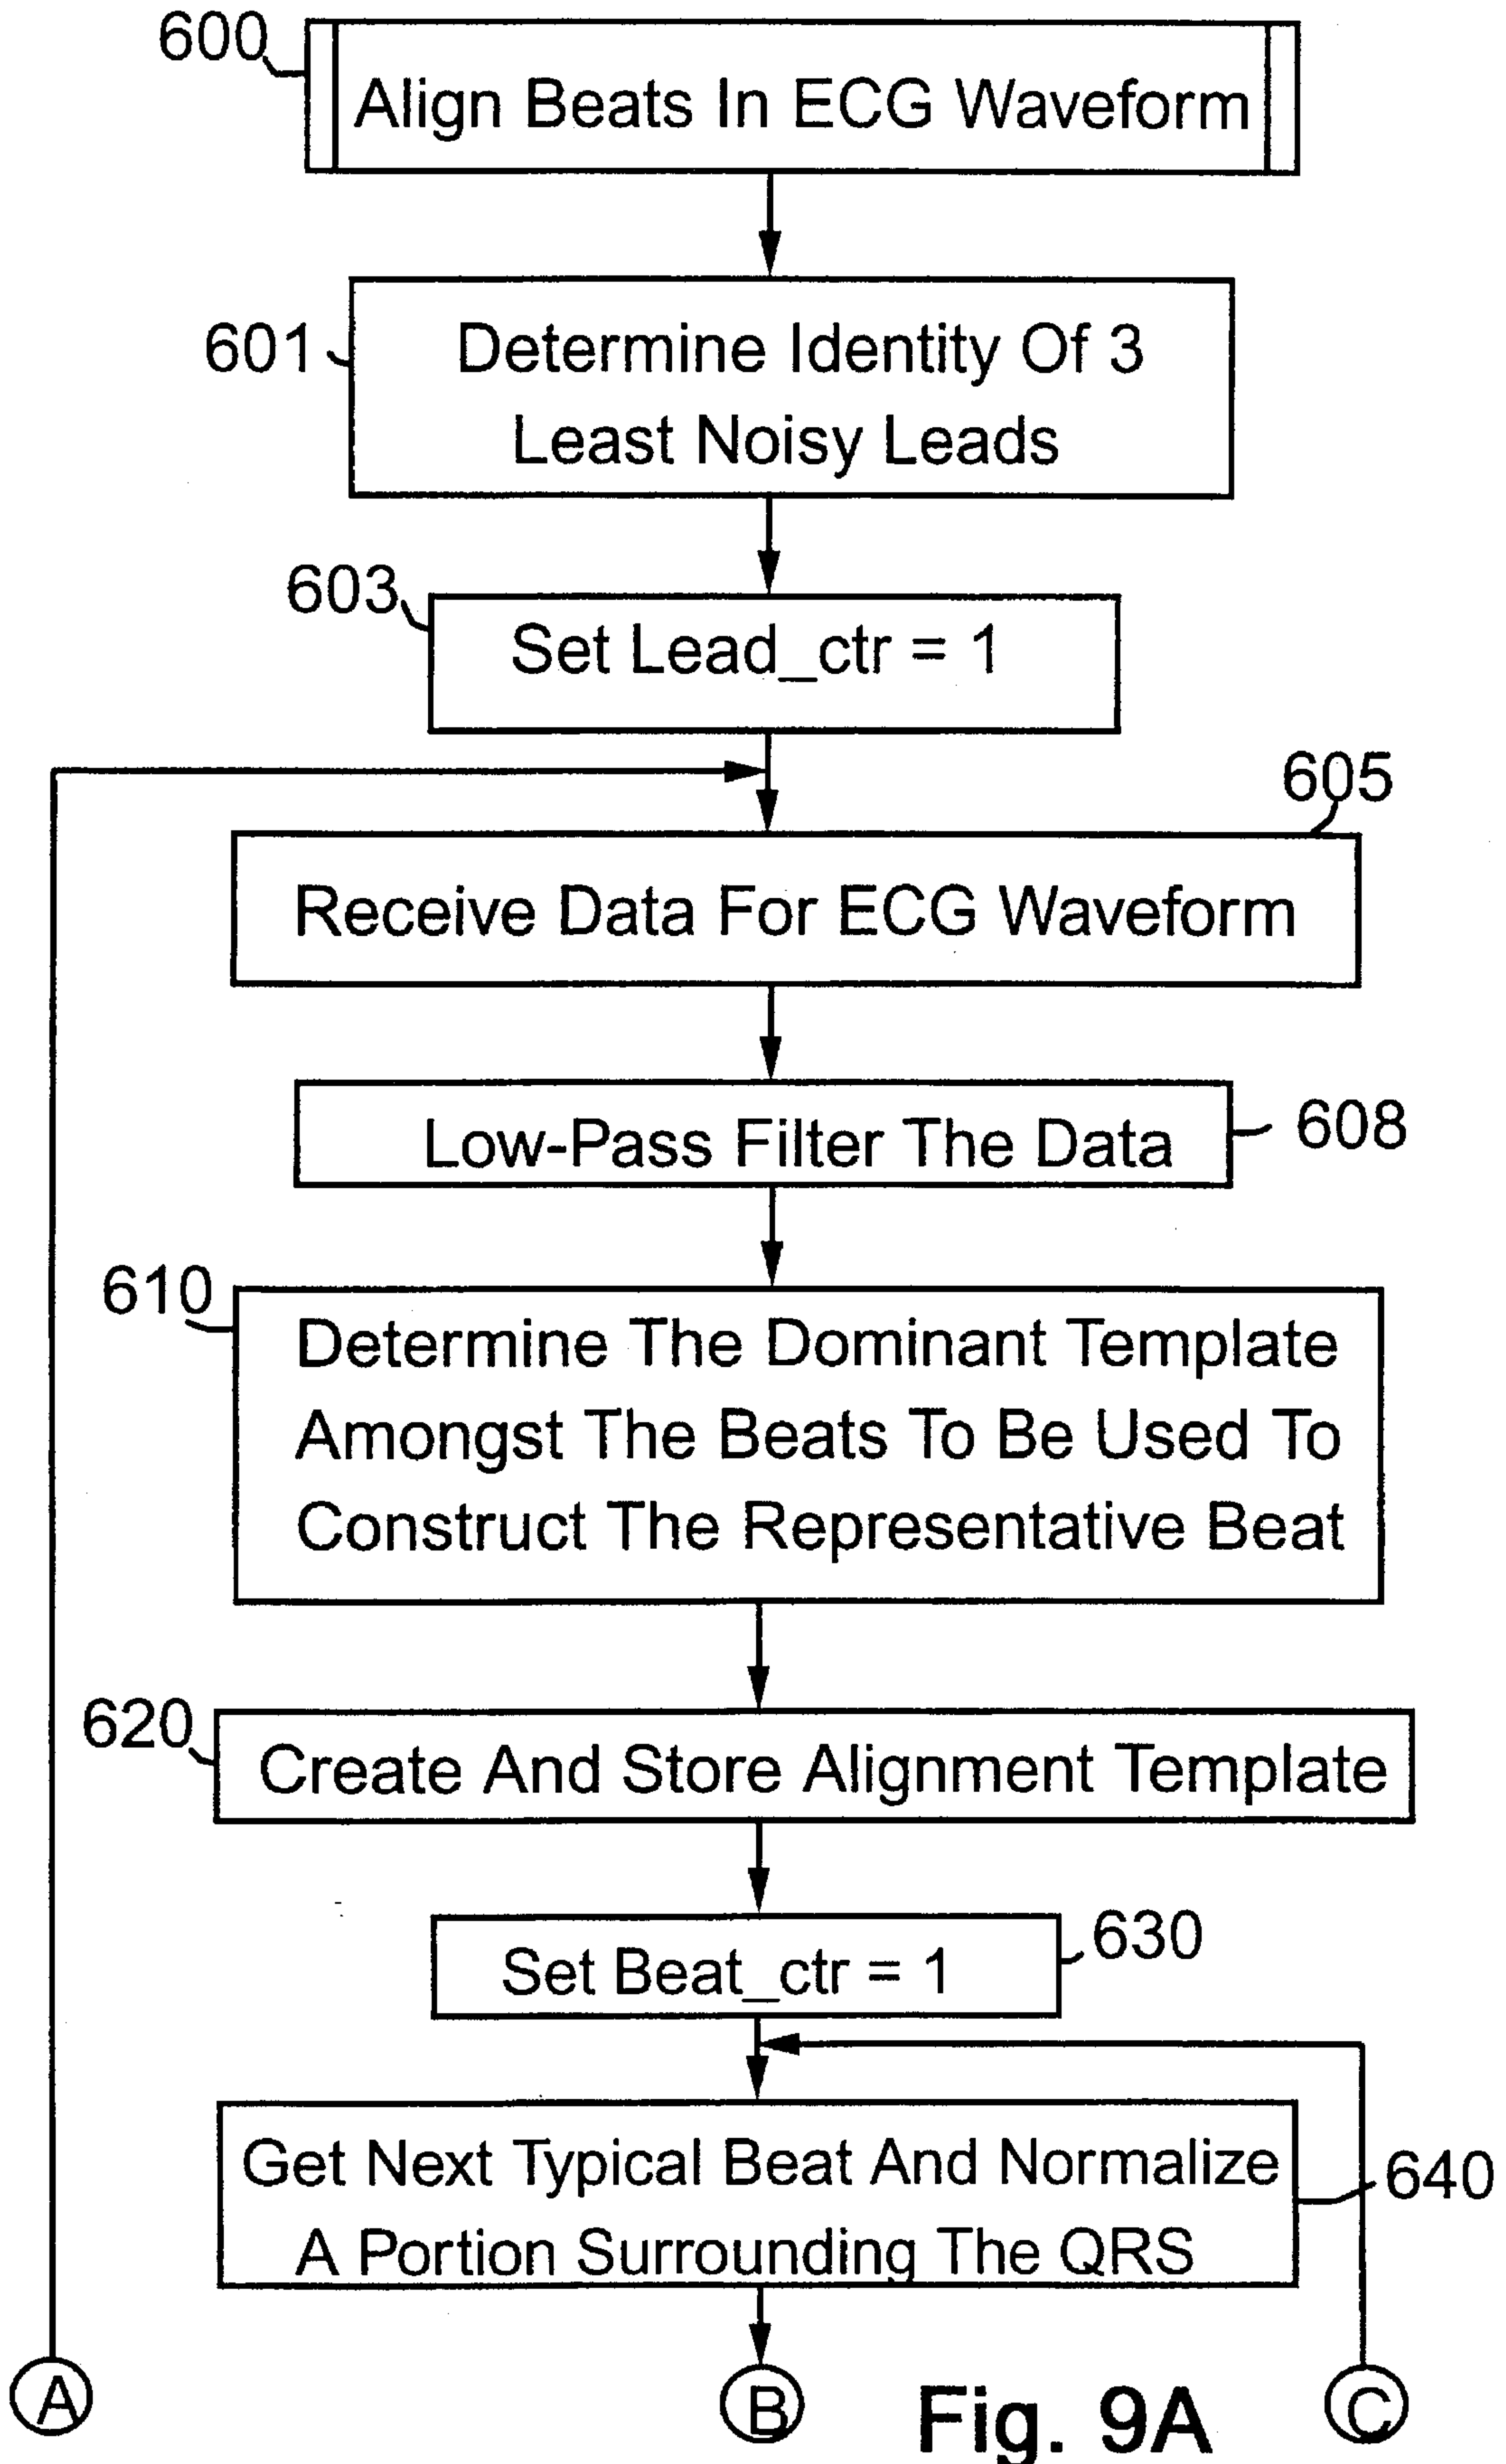 600
Align Beats In ECG Waveform
601
Determine Identity Of 3
Least Noisy Leads
603
Set Lead_ctr = 1
605
Receive Data For ECG Waveform
Low-Pass Filter The Data
608
610
Determine The Dominant Template
Amongst The Beats To Be Used To
Construct The Representative Beat
620
Create And Store Alignment Template
Set Beat_ctr = 1
630
Get Next Typical Beat And Normalize
A Portion Surrounding The QRS
640
A
B
Fig. 9A
C